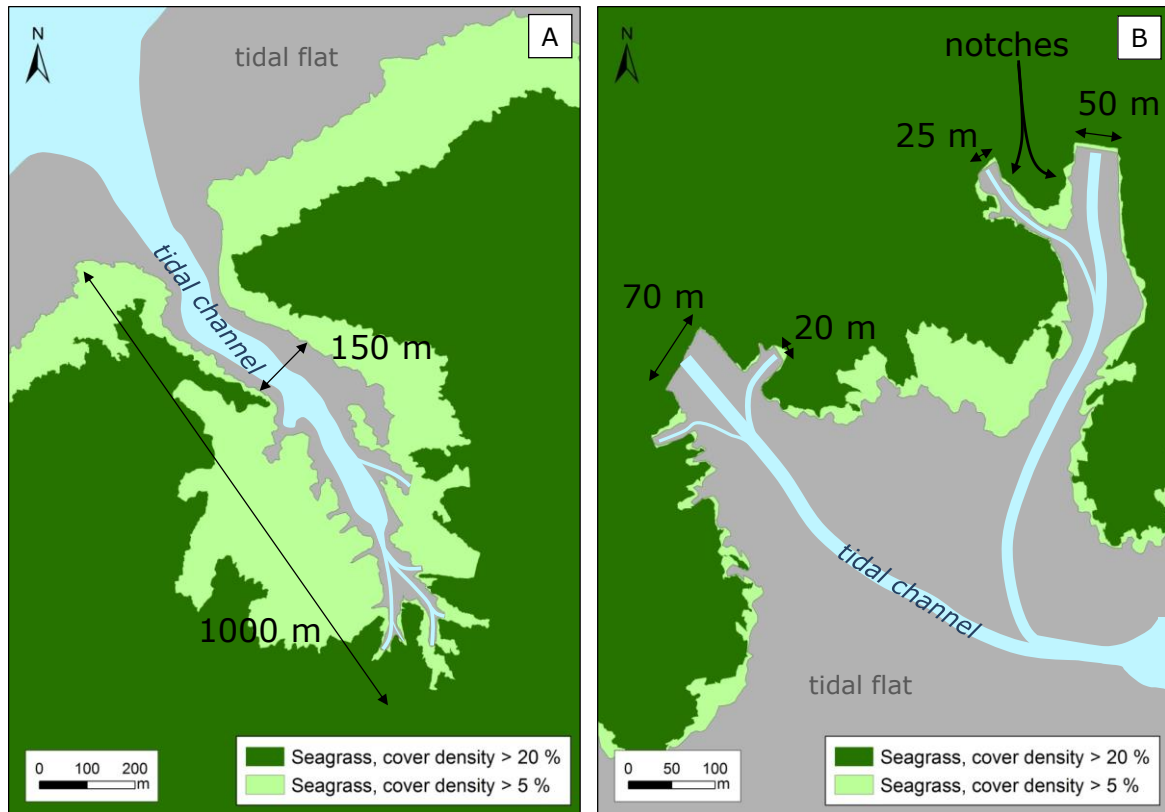 N
A
tidal flat
tidal channel
150 m
1000 m
0 100 200
m
Seagrass, cover density > 20 %
Seagrass, cover density > 5 %
N
B
notches
50 m
25 m
70 m
20 m
tidal channel
tidal flat
0 50 100
m
Seagrass, cover density > 20 %
Seagrass, cover density > 5 %